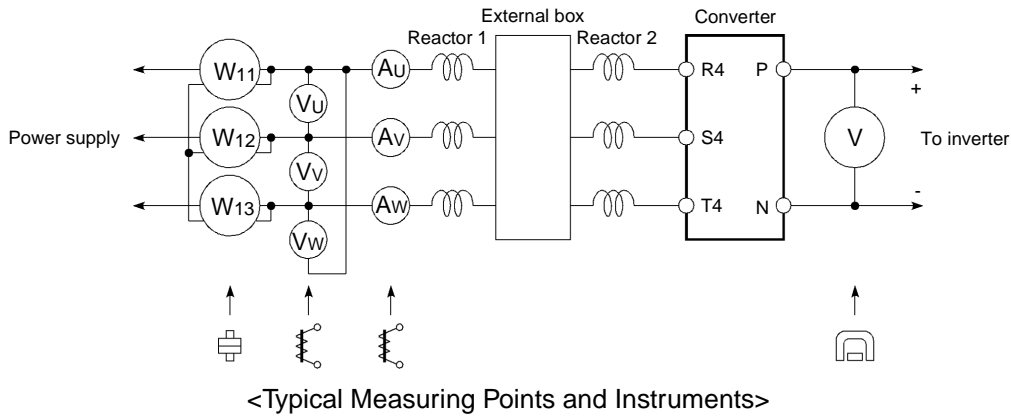 External box
Converter
Reactor 1
Reactor 2
W11
AU
R4
P
VU
+
Power supply
W12
AV
S4
V
To inverter
VV
W13
AW
T4
N
-
VW
<Typical Measuring Points and Instruments>